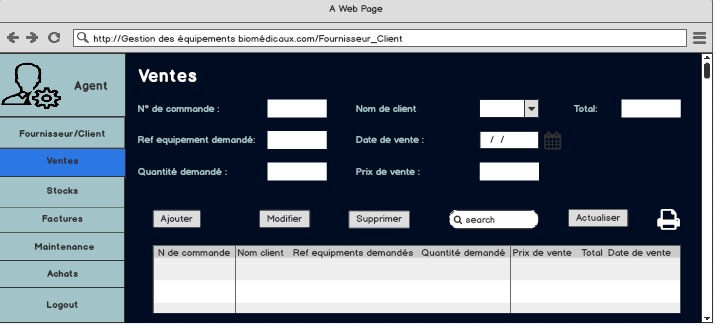 A Web Page
http://Gestion des équipements biomédicaux.com/Fournisseur_Client
Agent
Fournisseur/Client
Ventes
Stocks
Factures
Maintenance
Achats
Logout
Ventes
N° de commande :
Nom de client
Total:
Ref equipement demandé:
Date de vente :
/ /
Quantité demandé :
Prix de vente :
Ajouter
Modifier
Supprimer
search
Actualiser
N de commande Nom client Ref equipments demandés Quantité demandé Prix de vente Total Date de vente